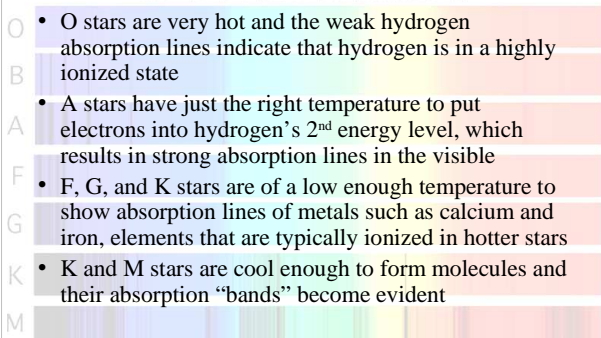 O
• O stars are very hot and the weak hydrogen
absorption lines indicate that hydrogen is in a highly
ionized state
B
• A stars have just the right temperature to put
A
electrons into hydrogen's 2nd energy level, which
results in strong absorption lines in the visible
F
• F, G, and K stars are of a low enough temperature to
show absorption lines of metals such as calcium and
G
iron, elements that are typically ionized in hotter stars
K
• K and M stars are cool enough to form molecules and
their absorption “bands” become evident
M